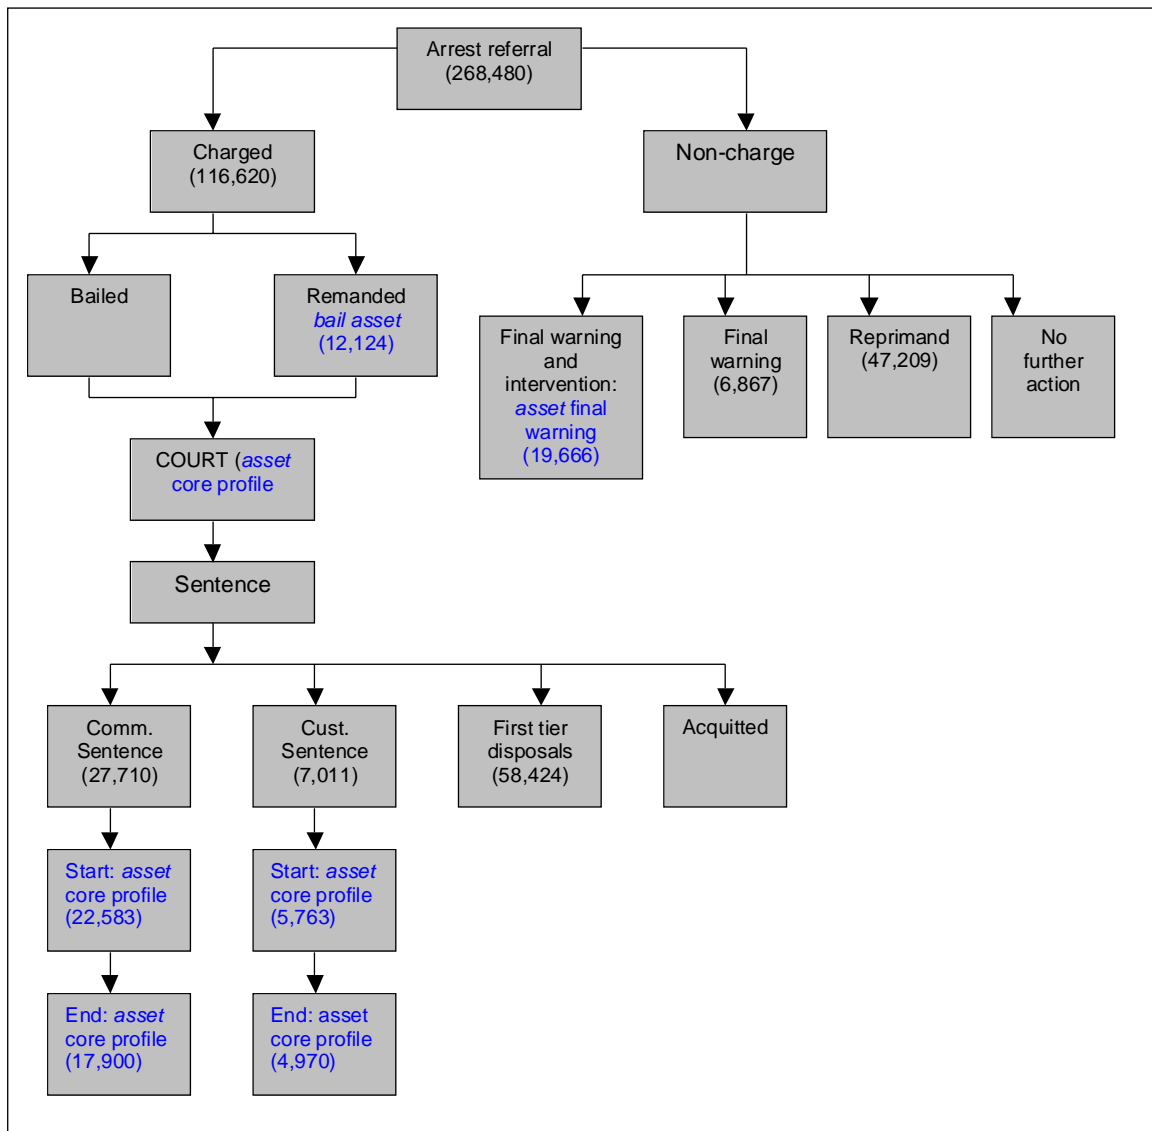 Arrest referral
(268,480)
Charged
(116,620)
Non-charge
Bailed
Remanded
bail asset
(12,124)
Final warning
and
intervention:
asset final
warning
(19,666)
Final
warning
(6,867)
Reprimand
(47,209)
No
further
action
COURT (asset
core profile
Sentence
Comm.
Sentence
(27,710)
Cust.
Sentence
(7,011)
First tier
disposals
(58,424)
Acquitted
Start: asset
core profile
(22,583)
Start: asset
core profile
(5,763)
End: asset
core profile
(17,900)
End: asset
core profile
(4,970)